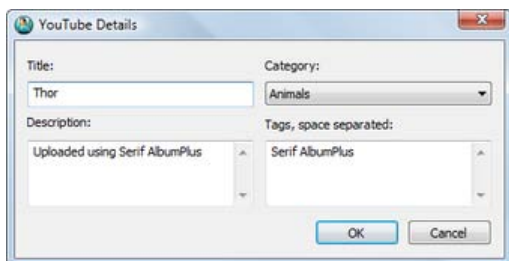 YouTube Details
Title:
Category:
Thor
Animals
Description:
Tags, space separated:
Uploaded using Serif AlbumPlus
Serif AlbumPlus
OK
Cancel